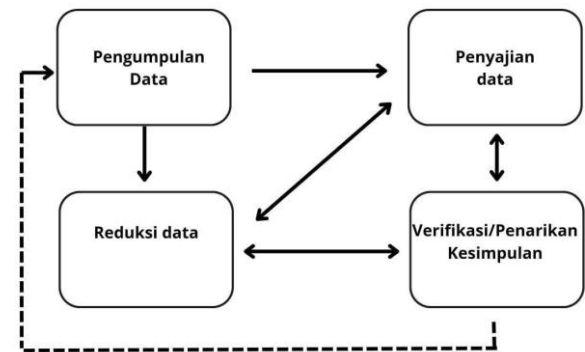 Pengumpulan
Data
Penyajian
data
Reduksi data
Verifikasi/Penarikan
Kesimpulan